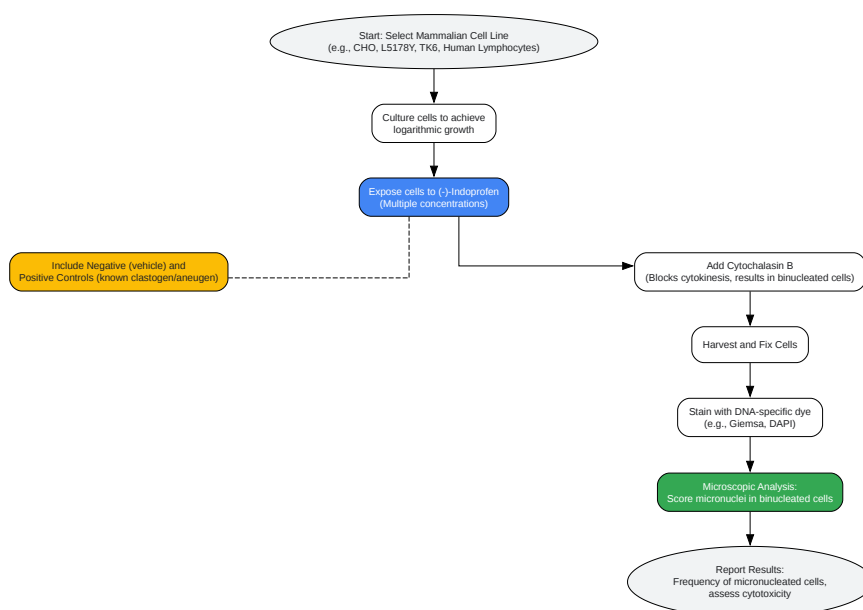 Start: Select Mammalian Cell Line
(e.g., CHO, L5178Y, TK6, Human Lymphocytes)
Culture cells to achieve
logarithmic growth
Expose cells to (-)-Indoprofen
(Multiple concentrations)
Include Negative (vehicle) and
Positive Controls (known clastogen/aneugen)
Add Cytochalasin B
(Blocks cytokinesis, results in binucleated cells)
Harvest and Fix Cells
Stain with DNA-specific dye
(e.g., Giemsa, DAPI)
Microscopic Analysis:
Score micronuclei in binucleated cells
Report Results:
Frequency of micronucleated cells,
assess cytotoxicity